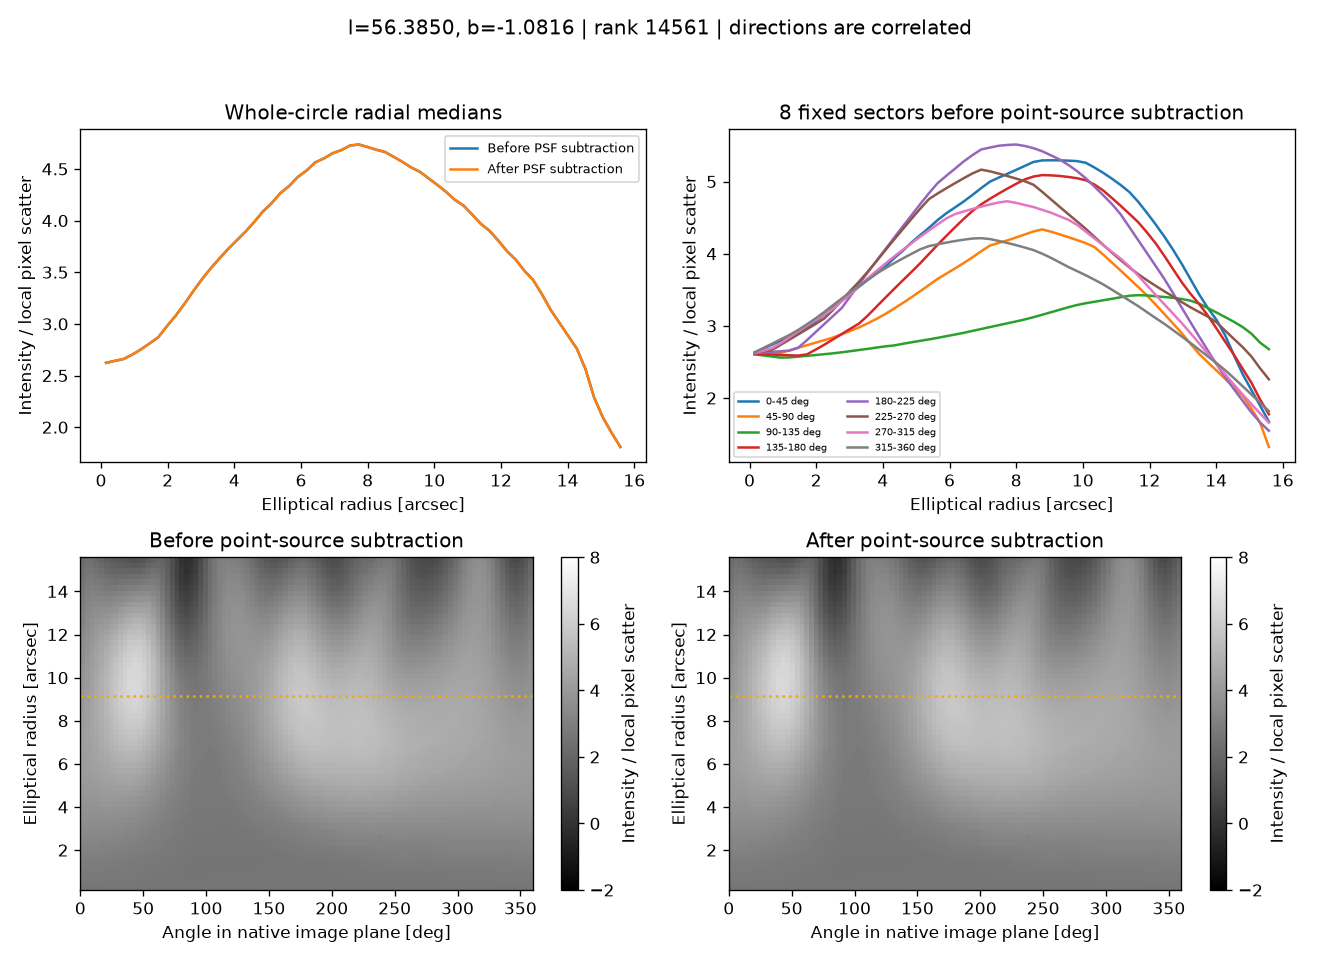 l=56.3850, b=-1.0816 | rank 14561 | directions are correlated
Whole-circle radial medians
Intensity / local pixel scatter
4.5
4.0
3.5
3.0
2.5
2.0
Before PSF subtraction
After PSF subtraction
0 2 4 6 8 10 12 14 16
Elliptical radius [arcsec]
8 fixed sectors before point-source subtraction
Intensity / local pixel scatter
5
4
3
2
0-45 deg
45-90 deg
90-135 deg
135-180 deg
180-225 deg
225-270 deg
270-315 deg
315-360 deg
0 2 4 6 8 10 12 14 16
Elliptical radius [arcsec]
Before point-source subtraction
Elliptical radius [arcsec]
14
12
10
8
6
4
2
0 50 100 150 200 250 300 350
Angle in native image plane [deg]
8
6
4
2
0
−2
Intensity / local pixel scatter
After point-source subtraction
Elliptical radius [arcsec]
14
12
10
8
6
4
2
0 50 100 150 200 250 300 350
Angle in native image plane [deg]
8
6
4
2
0
−2
Intensity / local pixel scatter